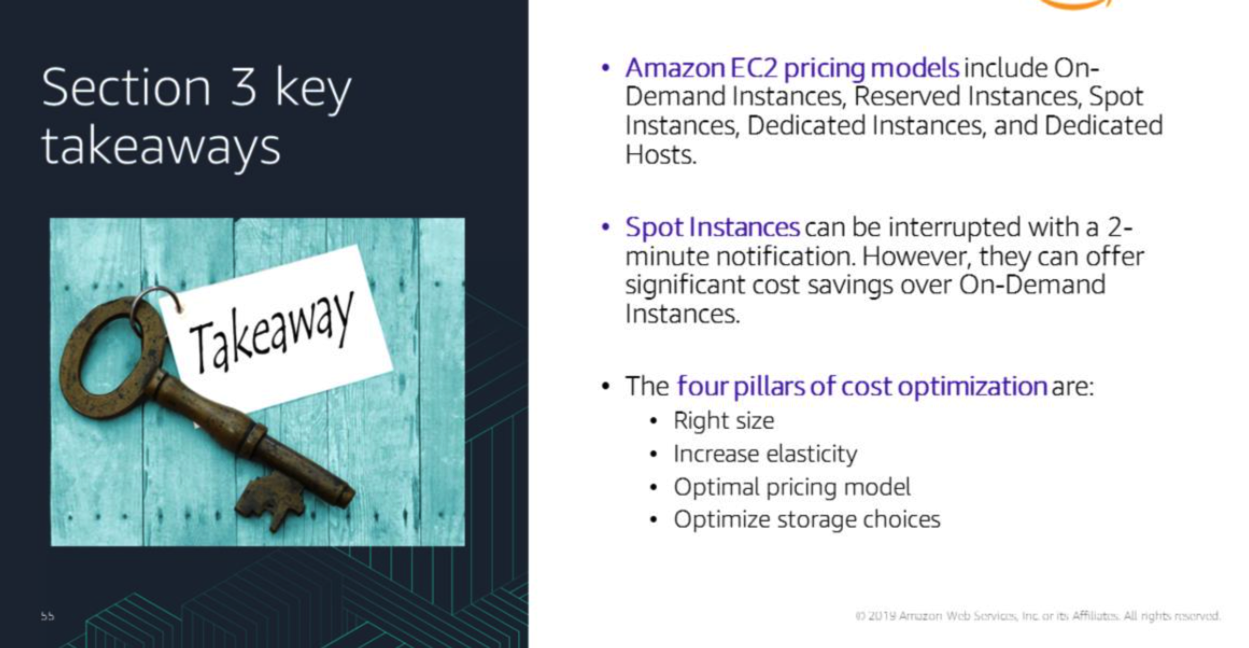 Section 3 key
takeaways
Takeaway
55
• Amazon EC2 pricing models include On-
Demand Instances, Reserved Instances, Spot
Instances, Dedicated Instances, and Dedicated
Hosts.
• Spot Instances can be interrupted with a 2-
minute notification. However, they can offer
significant cost savings over On-Demand
Instances.
• The four pillars of cost optimization are:
• Right size
• Increase elasticity
• Optimal pricing model
• Optimize storage choices
© 2019 Amazon Web Services, Inc. or its Affiliates. All rights reserved.